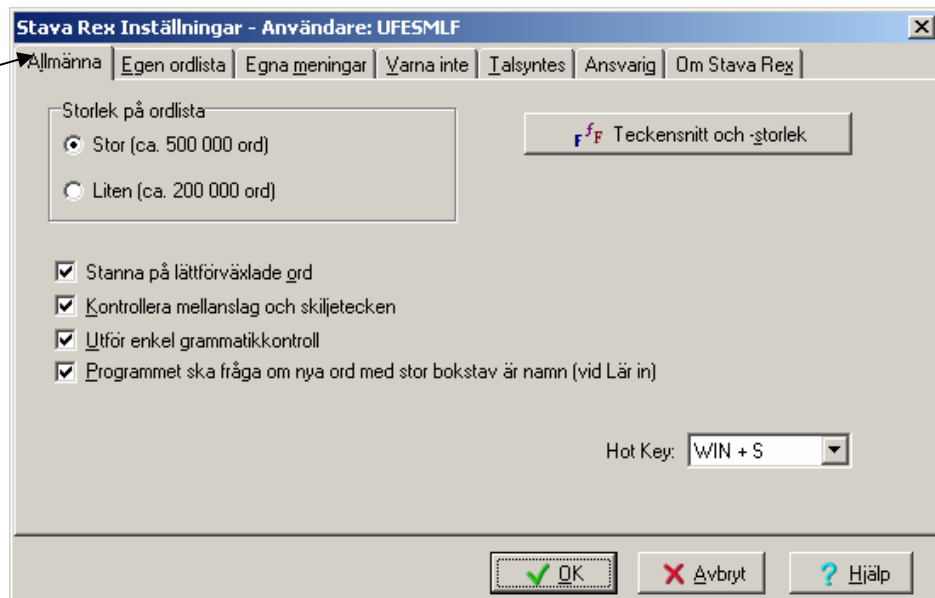 Stava Rex Inställningar - Användare: UFESMLF
Allmänna Egen ordlista Egna meningar Varna inte Talsyntes Ansvarig Om Stava Rex
Storlek på ordlista
Stor (ca. 500 000 ord)
Teckensnitt och -storlek
Liten (ca. 200 000 ord)
Stanna på lättförväxlade ord
Kontrollera mellanslag och skiljetecken
Utför enkel grammatikkontroll
Programmet ska fråga om nya ord med stor bokstav är namn (vid Lär in)
Hot Key: WIN + S
OK Avbryt Hjälp